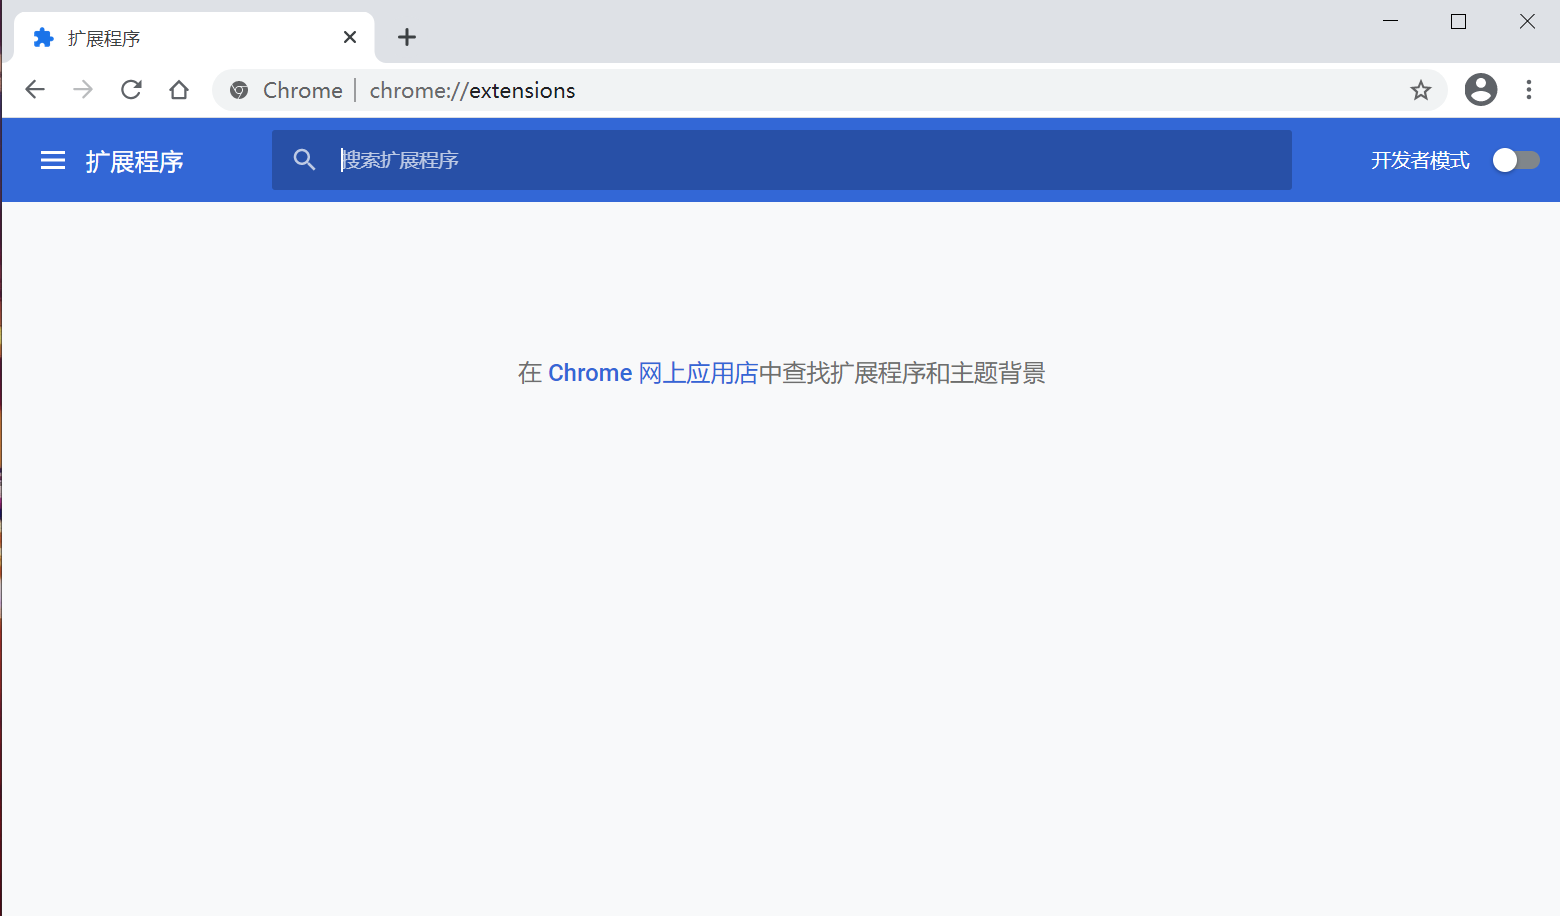 扩展程序
Chrome | chrome://extensions
扩展程序
搜索扩展程序
开发者模式
在 Chrome 网上应用店中查找扩展程序和主题背景